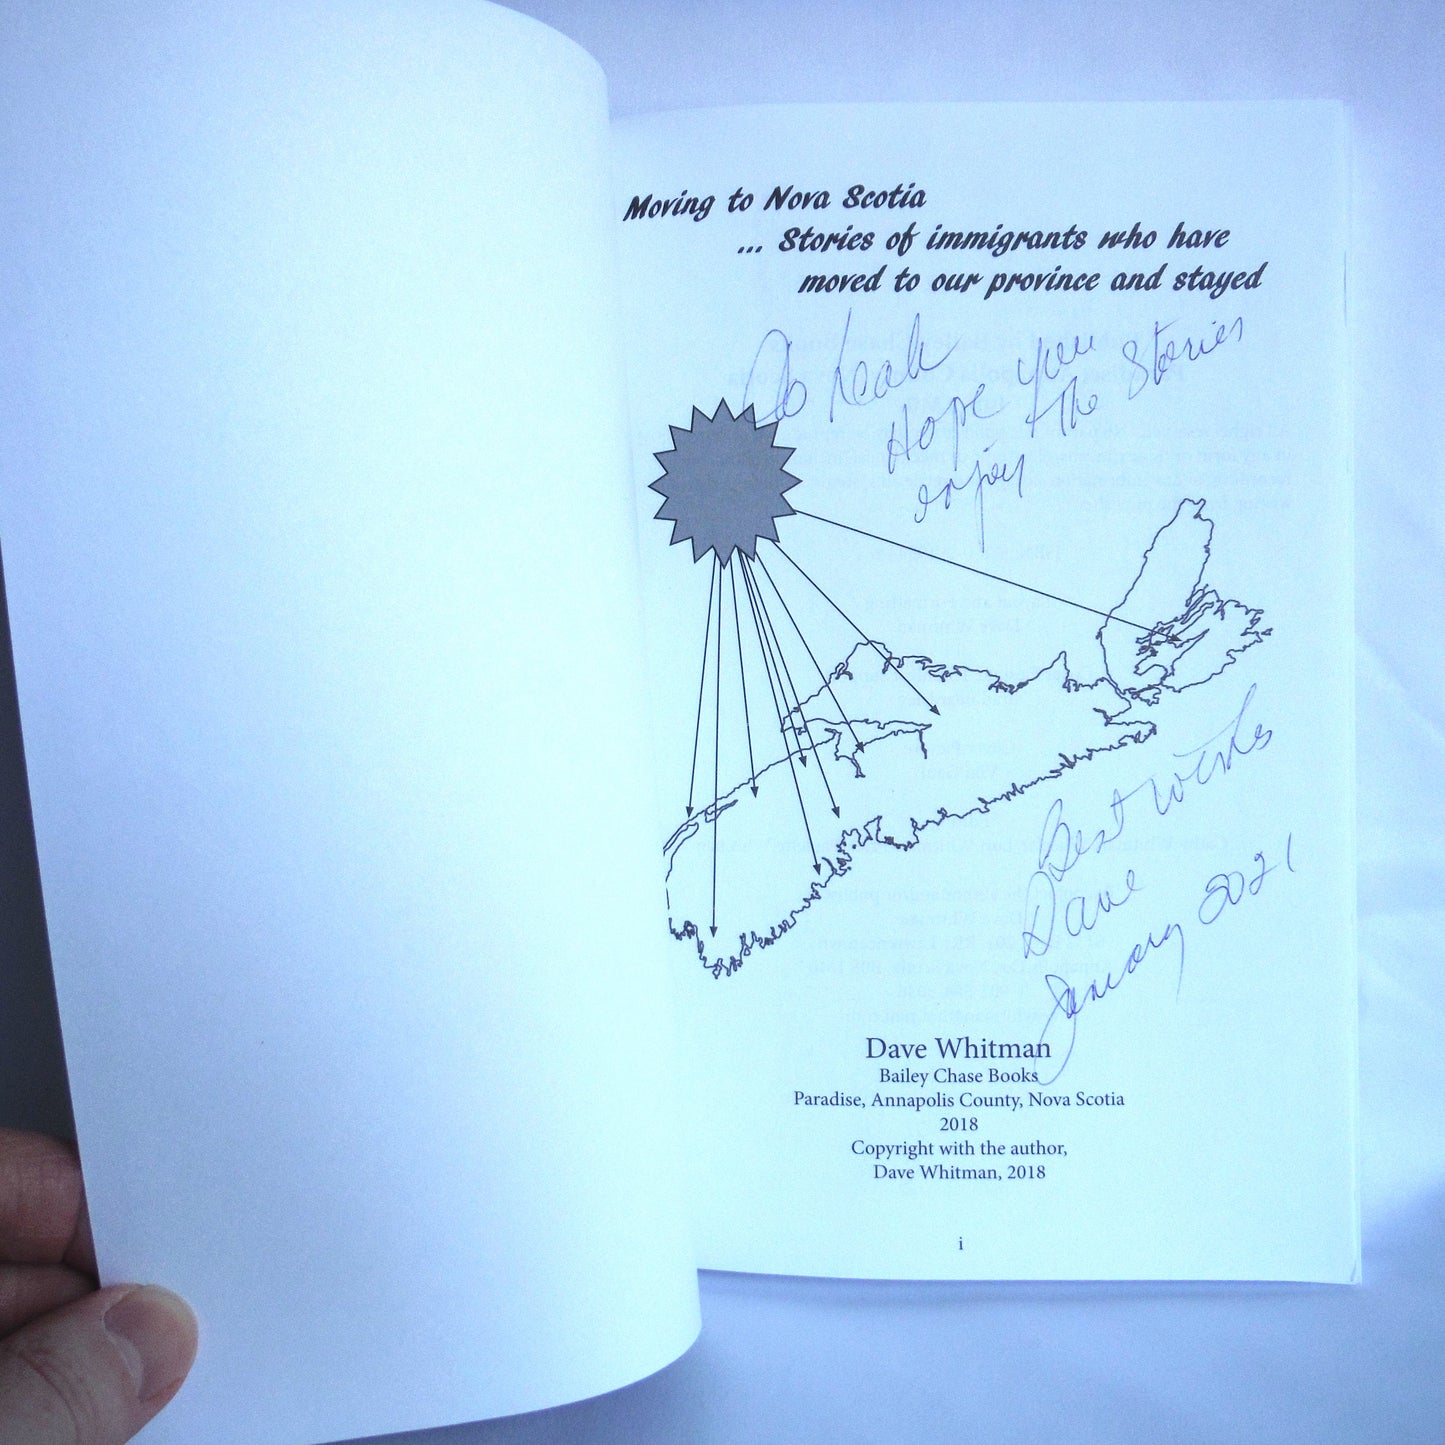 Moving to Nova Scotia
... Stories of immigrants who have
moved to our province and stayed
To Leah
Hope you
enjoy the Stories
Best wishes
Dave
January 2021
Dave Whitman
Bailey Chase Books
Paradise, Annapolis County, Nova Scotia
2018
Copyright with the author,
Dave Whitman, 2018
i